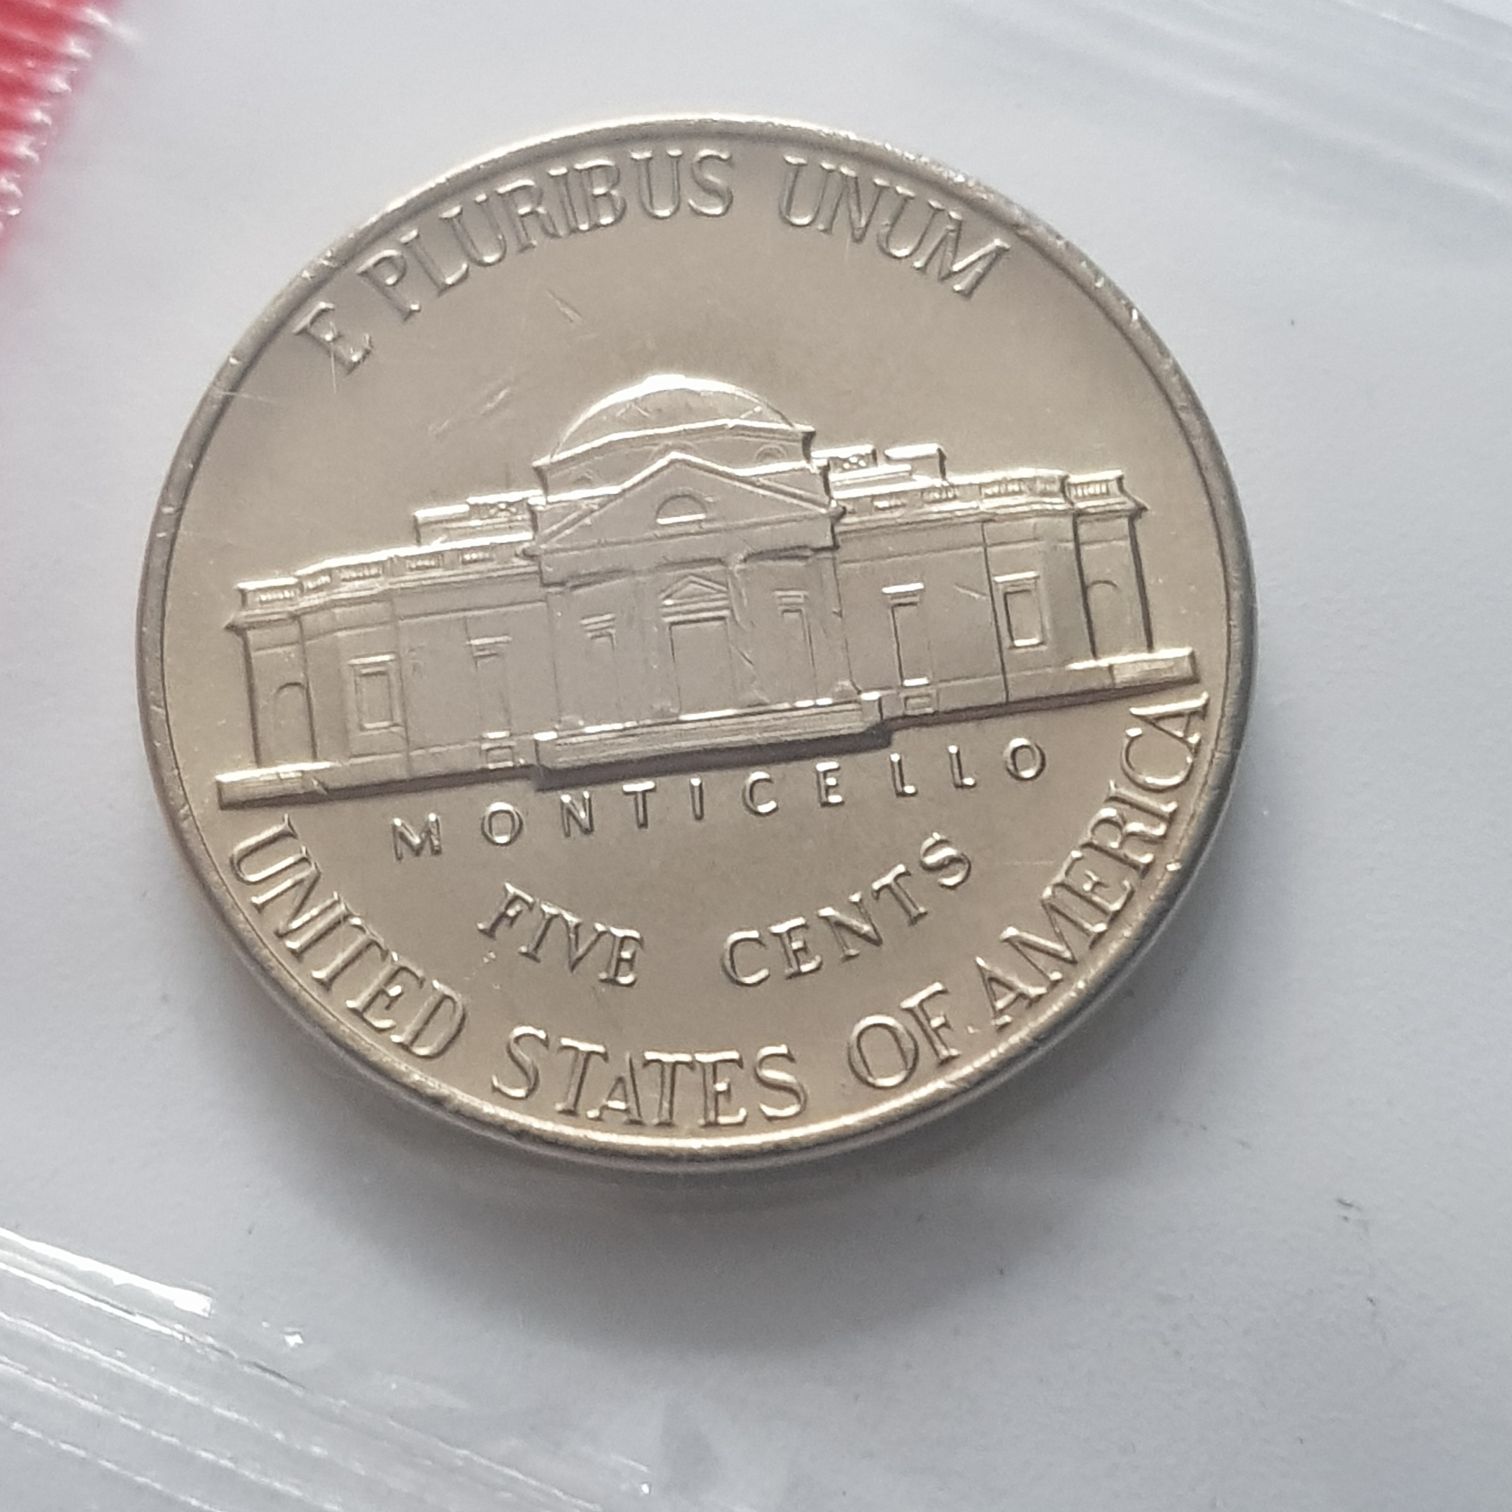 E PLURIBUS UNUM
MONTICELLO
FIVE CENTS
UNITED STATES OF AMERICA